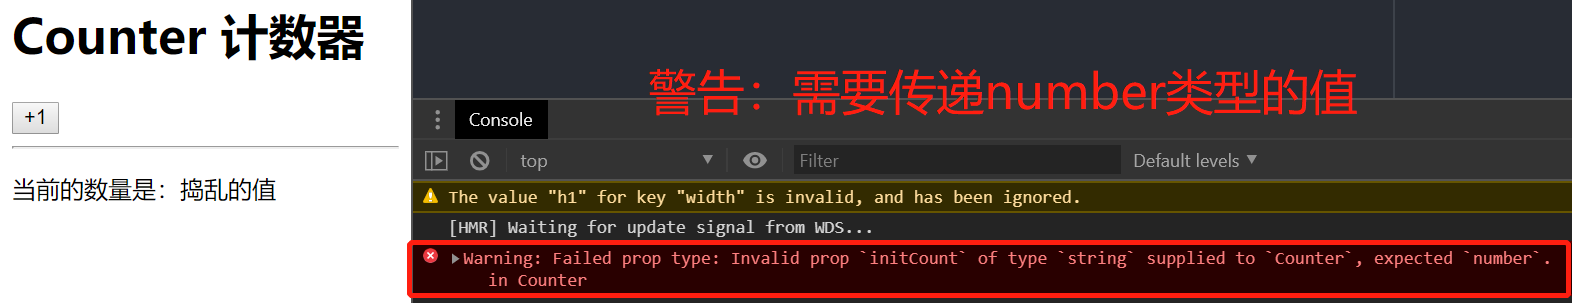 Counter 计数器
+1
当前的数量是：捣乱的值
警告：需要传递number类型的值
Console
top
Filter
Default levels
The value "h1" for key "width" is invalid, and has been ignored.
[HMR] Waiting for update signal from WDS...
Warning: Failed prop type: Invalid prop `initCount` of type `string` supplied to `Counter`, expected `number`.
in Counter